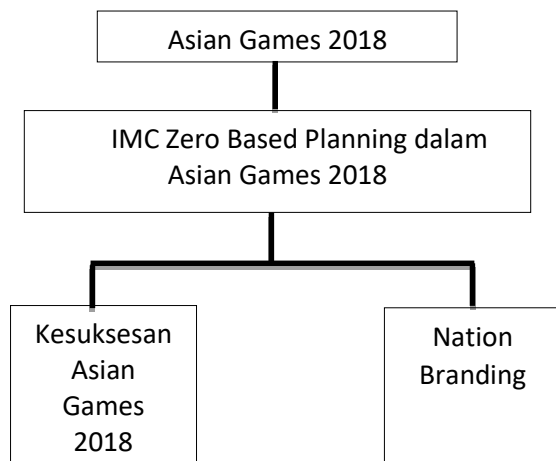 Asian Games 2018
IMC Zero Based Planning dalam
Asian Games 2018
Kesuksesan
Asian
Games
2018
Nation
Branding